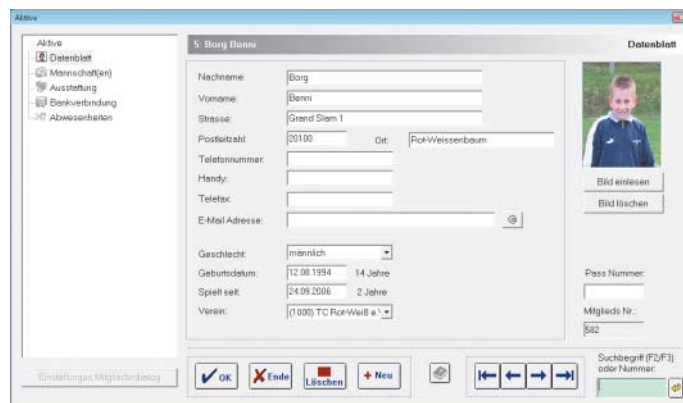 Aktive
Aktive
Datenblatt
Mannschaft(en)
Ausstattung
Bankverbindung
Abwesenheiten
5: Borg Benni
Datenblatt
Nachname: Borg
Vorname: Benni
Strasse: Grand Slam 1
Postleitzahl: 20100 Ort: Rot-Weissenbaum
Telefonnummer:
Handy:
Telefax:
E-Mail Adresse: @
Geschlecht: männlich
Geburtsdatum: 12.08.1994 14 Jahre
Spielt seit: 24.09.2006 2 Jahre
Verein: (1000) TC Rot-Weiß e.V
Bild einlesen
Bild löschen
Pass Nummer:
Mitglieds Nr.:
582
Einstellungen Mitgliederdialog
OK Ende Löschen + Neu
Suchbegriff (F2/F3)
oder Nummer: